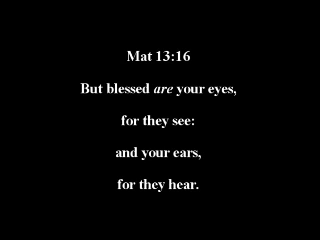 Mat 13:16
But blessed are your eyes,
for they see:
and your ears,
for they hear.